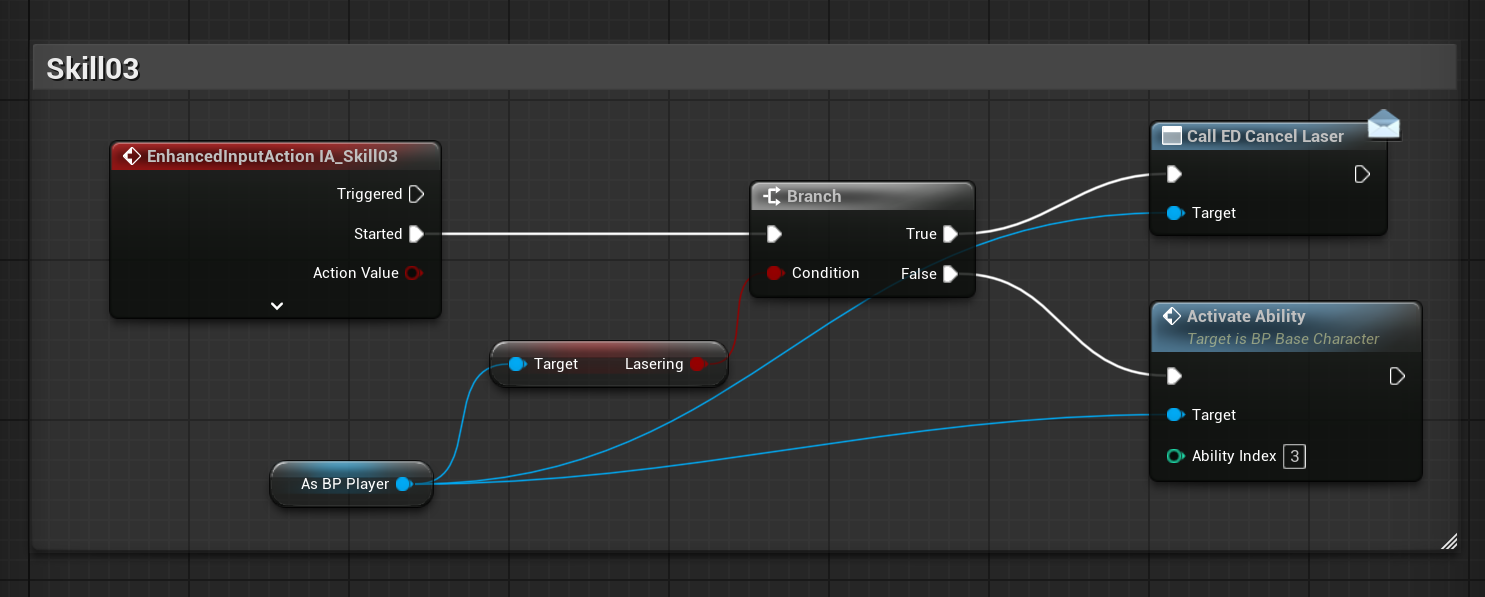 Skill03
EnhancedInputAction IA_Skill03
Triggered
Started
Action Value
Branch
True
Condition
False
Target
Lasering
As BP Player
Call ED Cancel Laser
Target
Activate Ability
Target is BP Base Character
Target
Ability Index 3